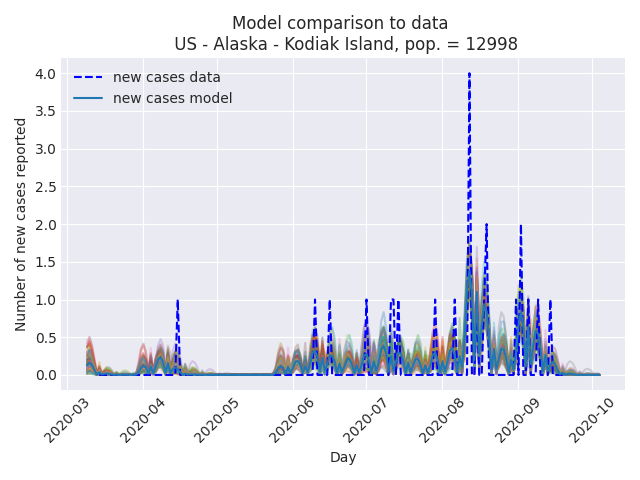 Model comparison to data
US - Alaska - Kodiak Island, pop. = 12998
new cases data
new cases model
Number of new cases reported
4.0
3.5
3.0
2.5
2.0
1.5
1.0
0.5
0.0
2020-03
2020-04
2020-05
2020-06
2020-07
2020-08
2020-09
2020-10
Day